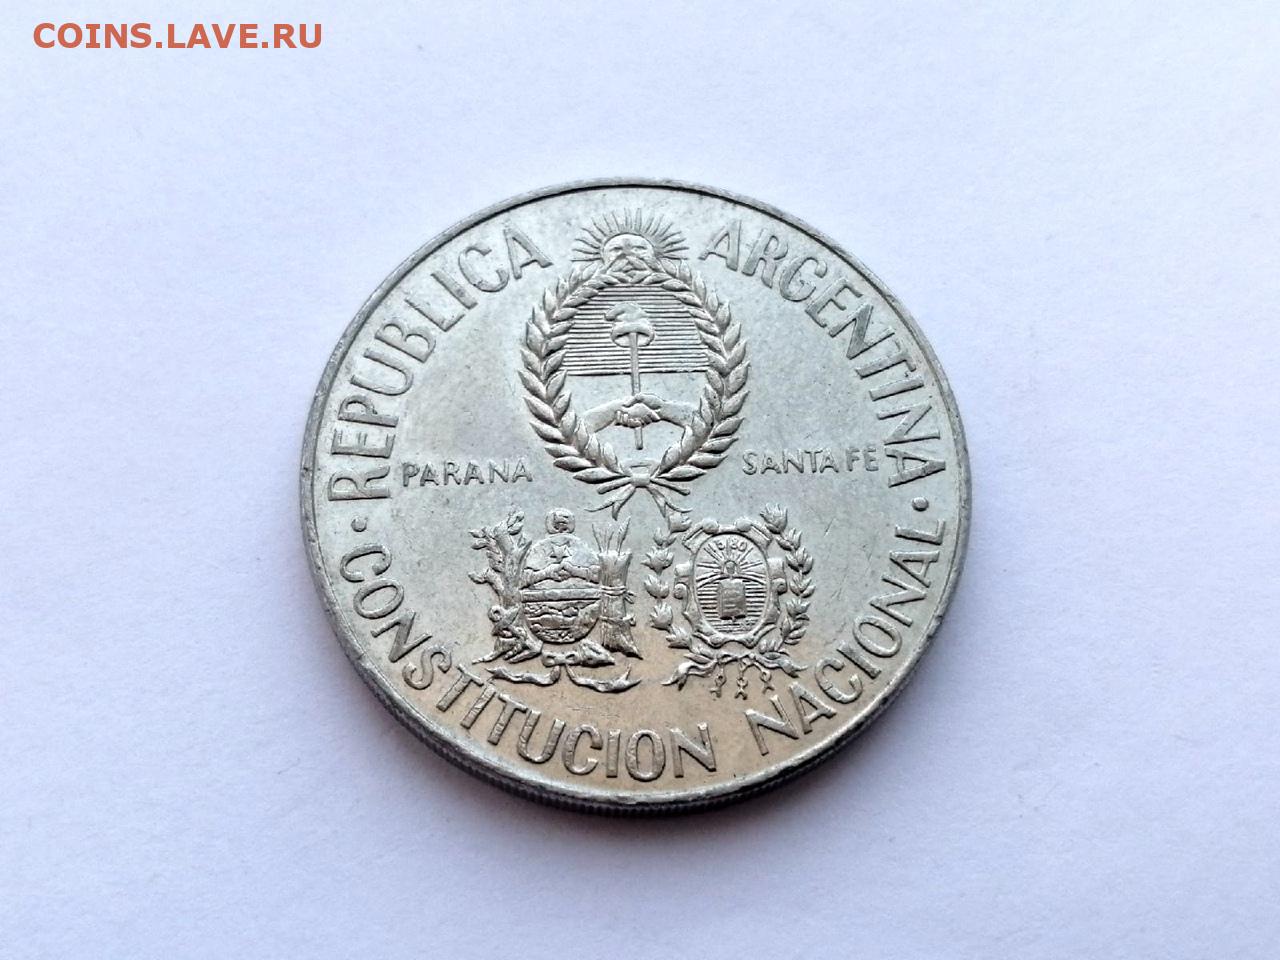 COINS.LAVE.RU
REPUBLICA ARGENTINA
PARANA
SANTA FE
· CONSTITUCION NACIONAL ·